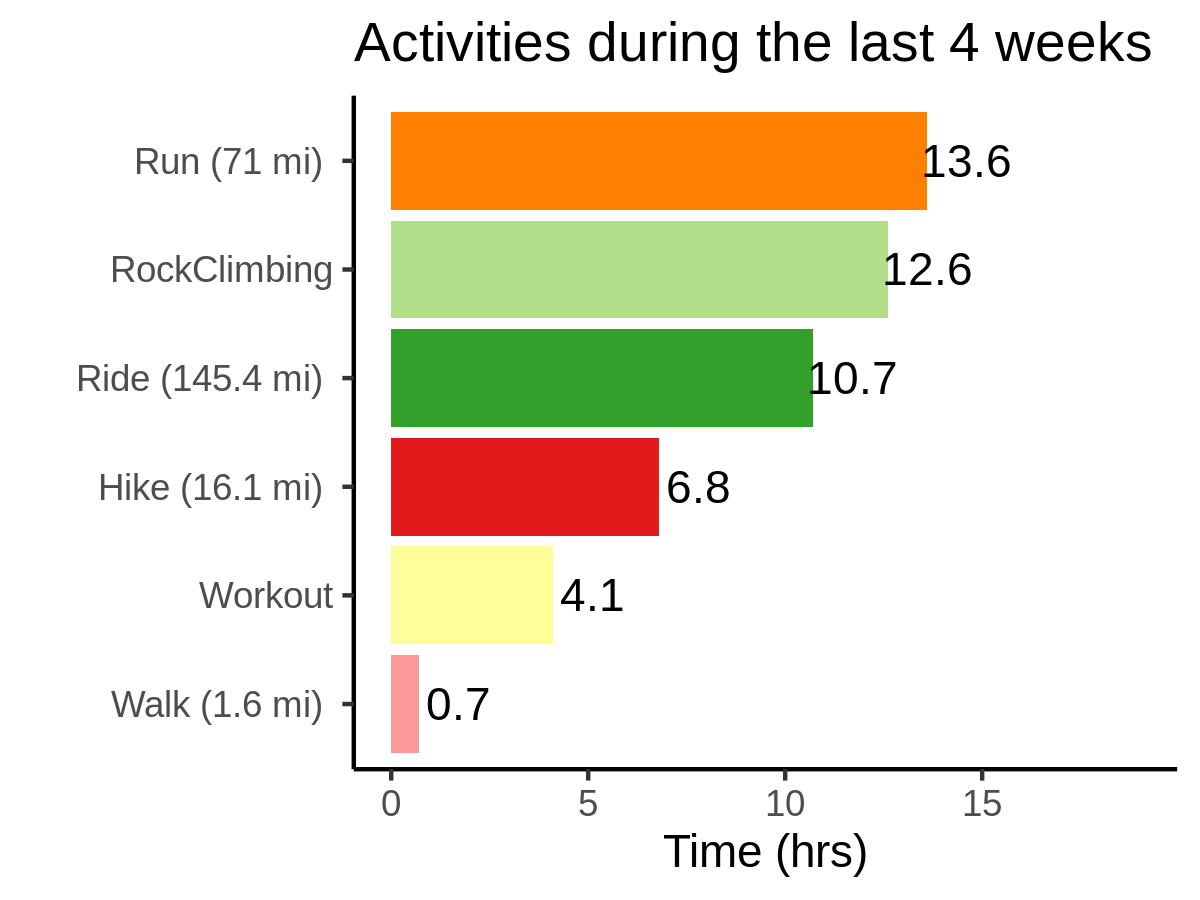 Activities during the last 4 weeks
Run (71 mi)
13.6
RockClimbing
12.6
Ride (145.4 mi)
10.7
Hike (16.1 mi)
6.8
Workout
4.1
Walk (1.6 mi)
0.7
0 5 10 15
Time (hrs)